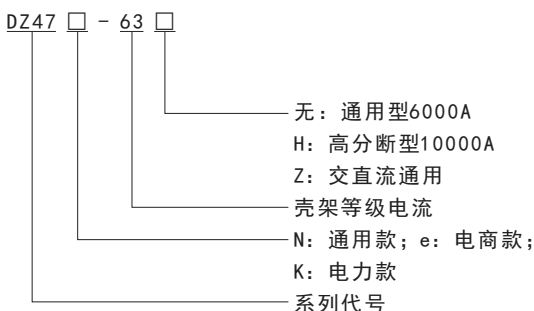 DZ47 □ - 63 □
无：通用型6000A
H：高分断型10000A
Z：交直流通用
壳架等级电流
N：通用款；e：电商款；
K：电力款
系列代号